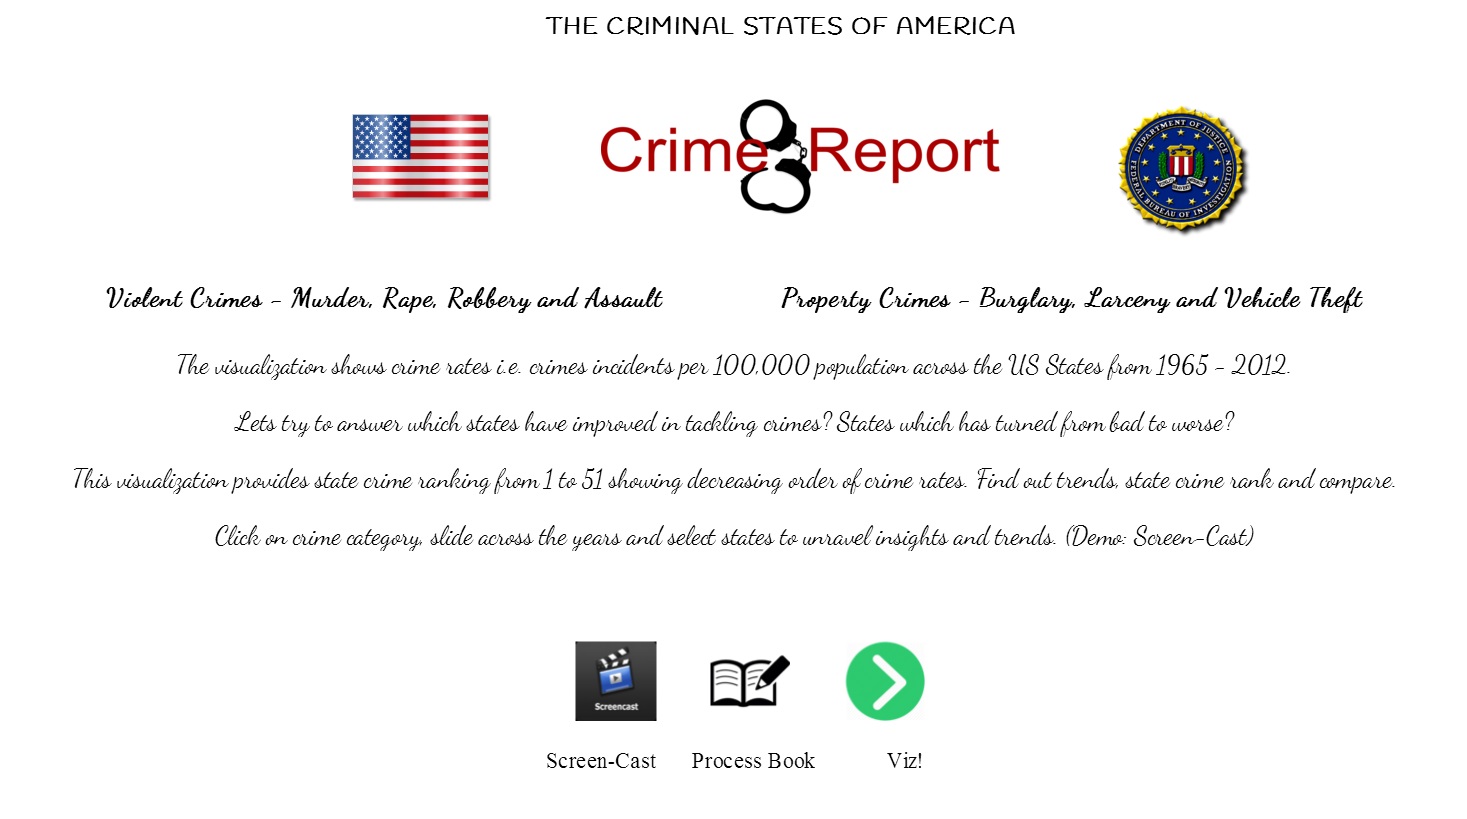 THE CRIMINAL STATES OF AMERICA
Crime Report
DEPARTMENT OF JUSTICE
FEDERAL BUREAU OF INVESTIGATION
Violent Crimes - Murder, Rape, Robbery and Assault
Property Crimes - Burglary, Larceny and Vehicle Theft
The visualization shows crime rates i.e. crimes incidents per 100,000 population across the US States from 1965 - 2012.
Lets try to answer which states have improved in tackling crimes? States which has turned from bad to worse?
This visualization provides state crime ranking from 1 to 51 showing decreasing order of crime rates. Find out trends, state crime rank and compare.
Click on crime category, slide across the years and select states to unravel insights and trends. (Demo: Screen-Cast)
Screencast
Screen-Cast Process Book Viz!